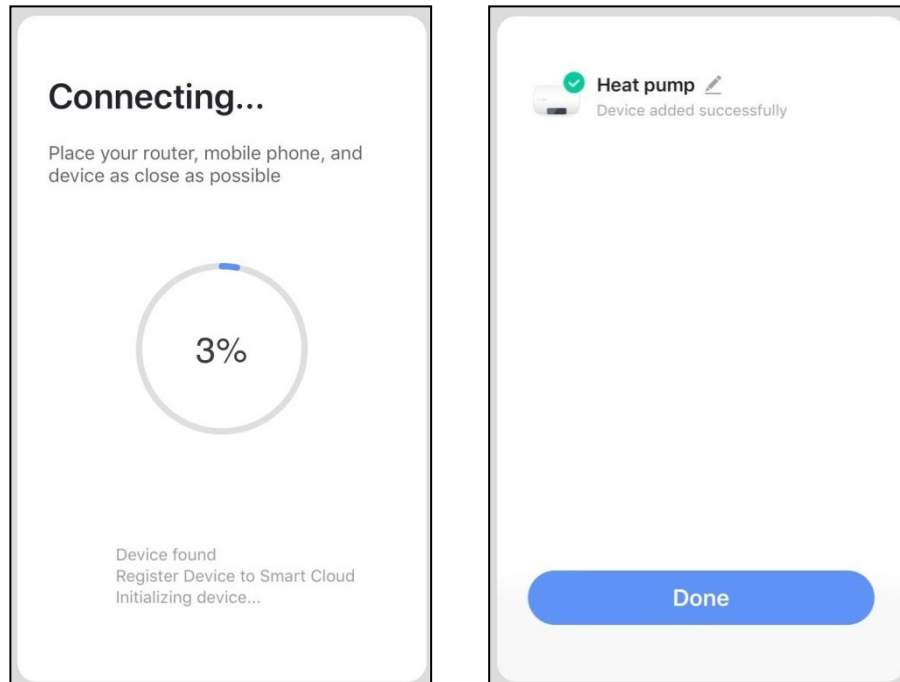 Connecting...
Place your router, mobile phone, and
device as close as possible
3%
Device found
Register Device to Smart Cloud
Initializing device...
Heat pump
Device added successfully
Done